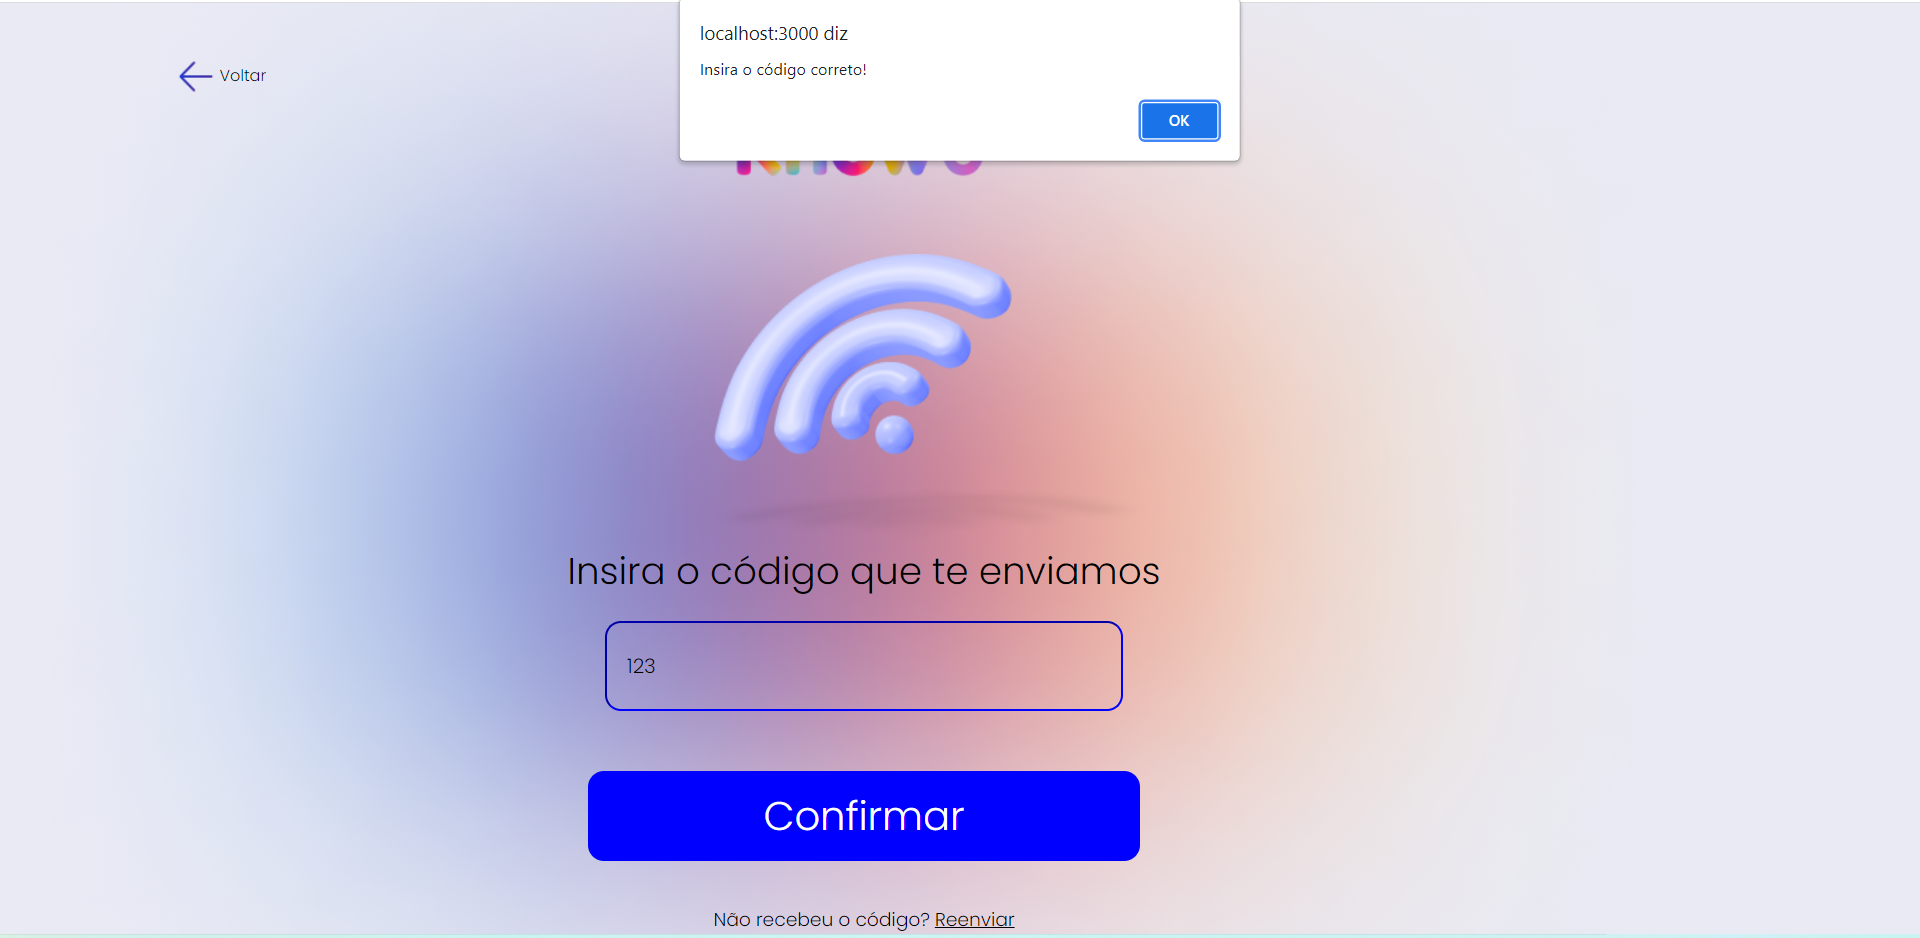 localhost:3000 diz
Insira o código correto!
OK
Voltar
Insira o código que te enviamos
123
Confirmar
Não recebeu o código? Reenviar